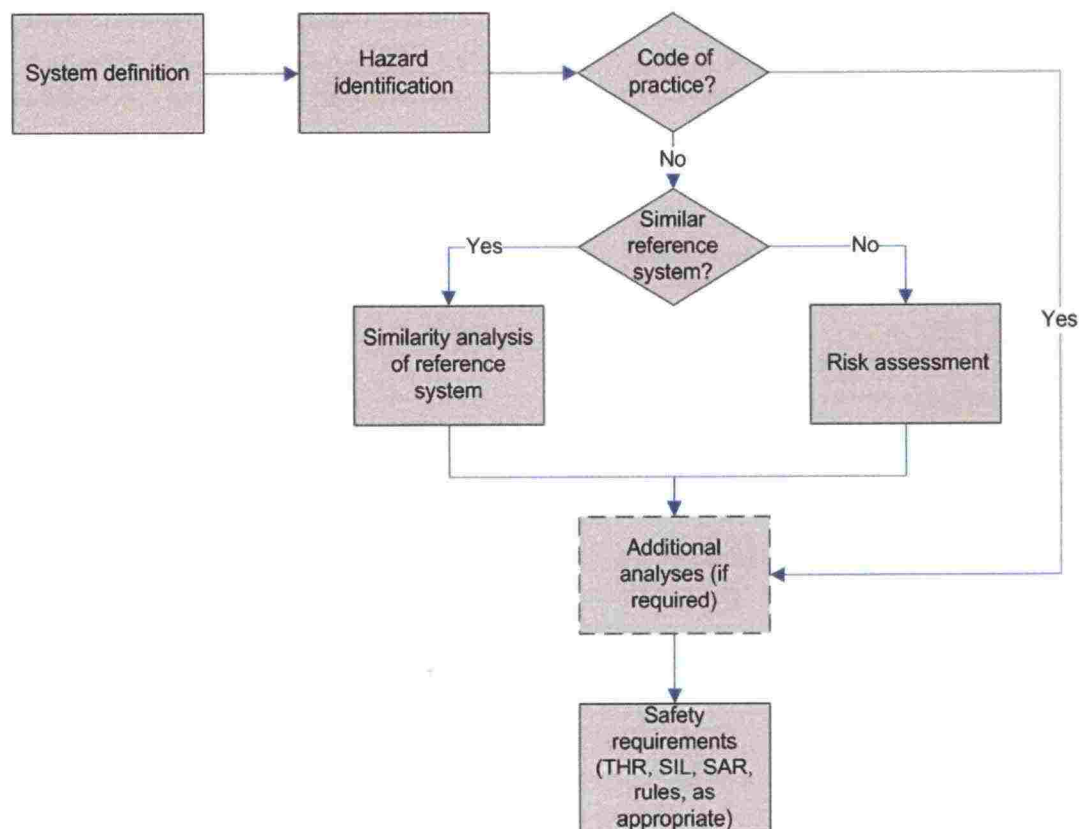 System definition
Hazard
identification
Code of
practice?
No
Similar
reference
system?
Yes
No
Yes
Similarity analysis
of reference
system
Risk assessment
Additional
analyses (if
required)
Safety
requirements
(THR, SIL, SAR,
rules, as
appropriate)